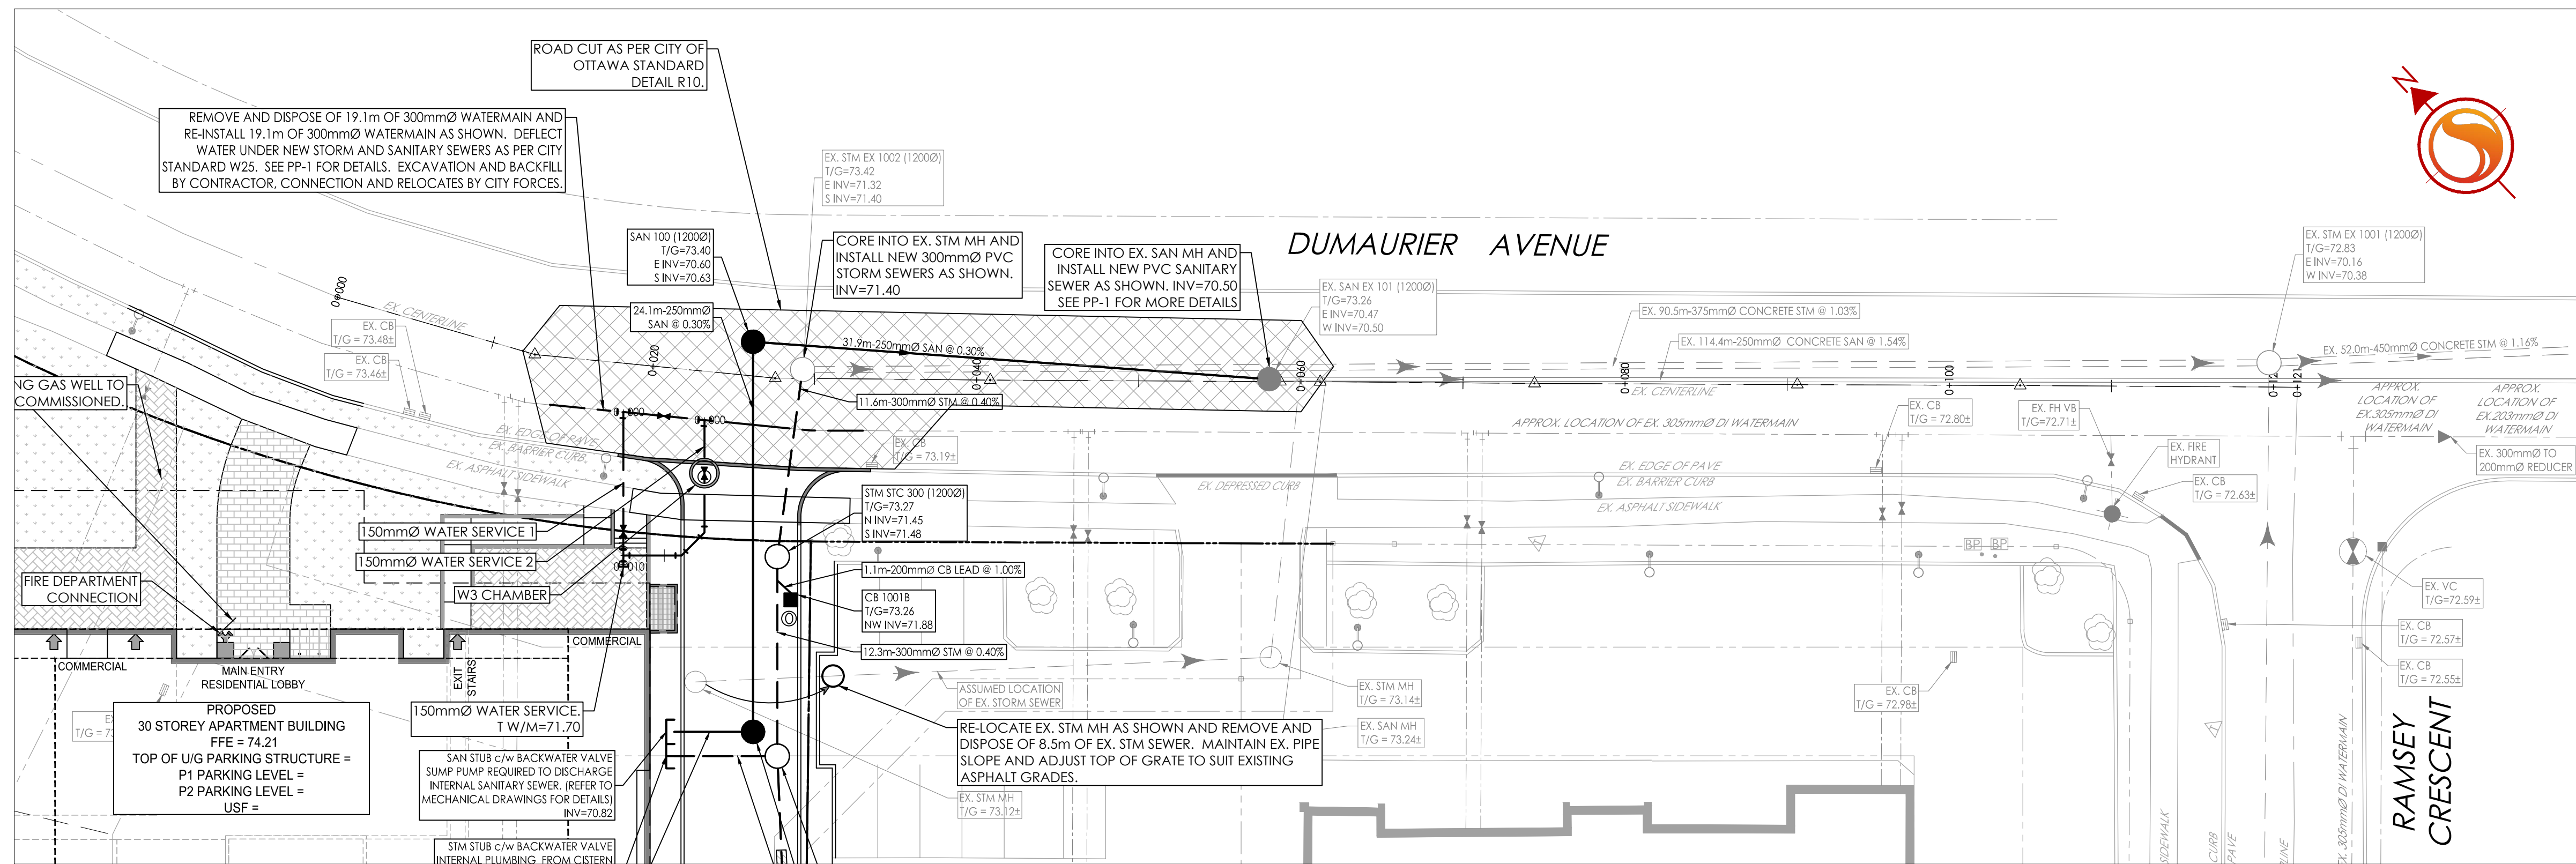 ROAD CUT AS PER CITY OF
OTTAWA STANDARD
DETAIL R10.
REMOVE AND DISPOSE OF 19.1m OF 300mmØ WATERMAIN AND
RE-INSTALL 19.1m OF 300mmØ WATERMAIN AS SHOWN. DEFLECT
WATER UNDER NEW STORM AND SANITARY SEWERS AS PER CITY
STANDARD W25. SEE PP-1 FOR DETAILS. EXCAVATION AND BACKFILL
BY CONTRACTOR, CONNECTION AND RELOCATES BY CITY FORCES.
EX. STM EX 1002 (1200Ø)
T/G=73.42
E INV=71.32
S INV=71.40
N
SAN 100 (1200Ø)
T/G=73.40
E INV=70.60
S INV=70.63
CORE INTO EX. STM MH AND
INSTALL NEW 300mmØ PVC
STORM SEWERS AS SHOWN.
INV=71.40
CORE INTO EX. SAN MH AND
INSTALL NEW PVC SANITARY
SEWER AS SHOWN. INV=70.50
SEE PP-1 FOR MORE DETAILS
DUMAURIER AVENUE
EX. SAN EX 101 (1200Ø)
T/G=73.26
E INV=70.47
W INV=70.50
EX. STM EX 1001 (1200Ø)
T/G=72.83
E INV=70.16
W INV=70.38
0+000
EX. CENTERLINE
24.1m-250mmØ
SAN @ 0.30%
31.9m-250mmØ SAN @ 0.30%
EX. 90.5m-375mmØ CONCRETE STM @ 1.03%
EX. 114.4m-250mmØ CONCRETE SAN @ 1.54%
EX. 52.0m-450mmØ CONCRETE STM @ 1.16%
EX. CB
T/G = 73.48±
EX. CB
T/G = 73.46±
0+020
0+040
0+060
0+080
0+100
0+12
0+121
EX. CENTERLINE
NG GAS WELL TO
COMMISSIONED.
11.6m-300mmØ STM @ 0.40%
APPROX.
LOCATION OF
EX.305mmØ DI
WATERMAIN
APPROX.
LOCATION OF
EX.203mmØ DI
WATERMAIN
EX. CB
T/G = 72.80±
EX. FH VB
T/G=72.71±
APPROX. LOCATION OF EX. 305mmØ DI WATERMAIN
EX. EDGE OF PAVE
EX. BARRIER CURB
EX. ASPHALT SIDEWALK
EX. CB
T/G = 73.19±
EX. FIRE
HYDRANT
EX. 300mmØ TO
200mmØ REDUCER
EX. EDGE OF PAVE
EX. BARRIER CURB
EX. ASPHALT SIDEWALK
EX. DEPRESSED CURB
EX. CB
T/G = 72.63±
STM STC 300 (1200Ø)
T/G=73.27
N INV=71.45
S INV=71.48
150mmØ WATER SERVICE 1
150mmØ WATER SERVICE 2
BP BP
FIRE DEPARTMENT
CONNECTION
W3 CHAMBER
1.1m-200mmØ CB LEAD @ 1.00%
CB 1001B
T/G=73.26
NW INV=71.88
EX. VC
T/G=72.59±
EX. CB
T/G = 72.57±
EX. CB
T/G = 72.55±
COMMERCIAL
MAIN ENTRY
RESIDENTIAL LOBBY
EXIT
STAIRS
COMMERCIAL
12.3m-300mmØ STM @ 0.40%
ASSUMED LOCATION
OF EX. STORM SEWER
EX. STM MH
T/G = 73.14±
EX. SAN MH
T/G = 73.24±
EX. CB
T/G = 72.98±
PROPOSED
30 STOREY APARTMENT BUILDING
FFE = 74.21
TOP OF U/G PARKING STRUCTURE =
P1 PARKING LEVEL =
P2 PARKING LEVEL =
USF =
150mmØ WATER SERVICE.
T W/M=71.70
RE-LOCATE EX. STM MH AS SHOWN AND REMOVE AND
DISPOSE OF 8.5m OF EX. STM SEWER. MAINTAIN EX. PIPE
SLOPE AND ADJUST TOP OF GRATE TO SUIT EXISTING
ASPHALT GRADES.
EX. STM MH
T/G = 73.12±
SAN STUB c/w BACKWATER VALVE
SUMP PUMP REQUIRED TO DISCHARGE
INTERNAL SANITARY SEWER. (REFER TO
MECHANICAL DRAWINGS FOR DETAILS)
INV=70.82
STM STUB c/w BACKWATER VALVE
INTERNAL PLUMBING FROM CISTERN
SIDEWALK
CURB
PAVE
EX. 305mmØ DI WATERMAIN
RAMSEY
CRESCENT